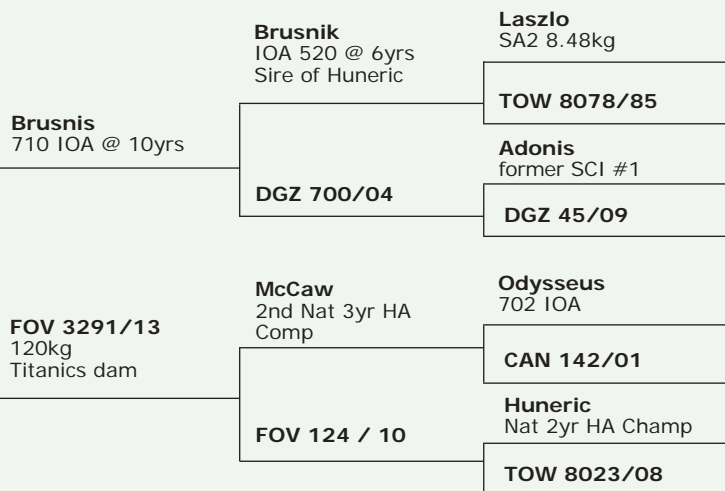 Brusnis
710 IOA @ 10yrs
FOV 3291/13
120kg
Titanics dam
Brusnik
IOA 520 @ 6yrs
Sire of Huneric
DGZ 700/04
McCaw
2nd Nat 3yr HA
Comp
FOV 124 / 10
Laszlo
SA2 8.48kg
TOW 8078/85
Adonis
former SCI #1
DGZ 45/09
Odysseus
702 IOA
CAN 142/01
Huneric
Nat 2yr HA Champ
TOW 8023/08